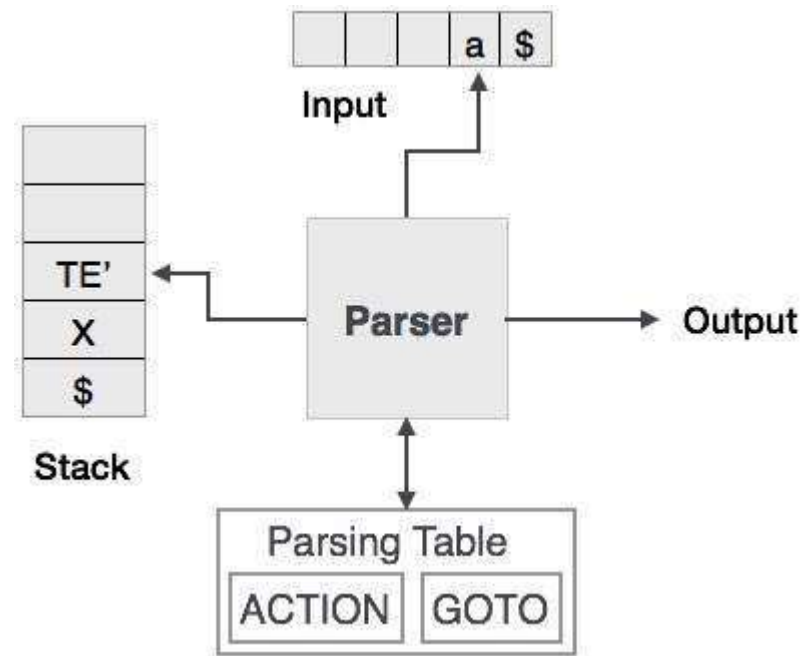 a $
Input
TE’
X
$
Stack
Parser
Output
Parsing Table
ACTION GOTO